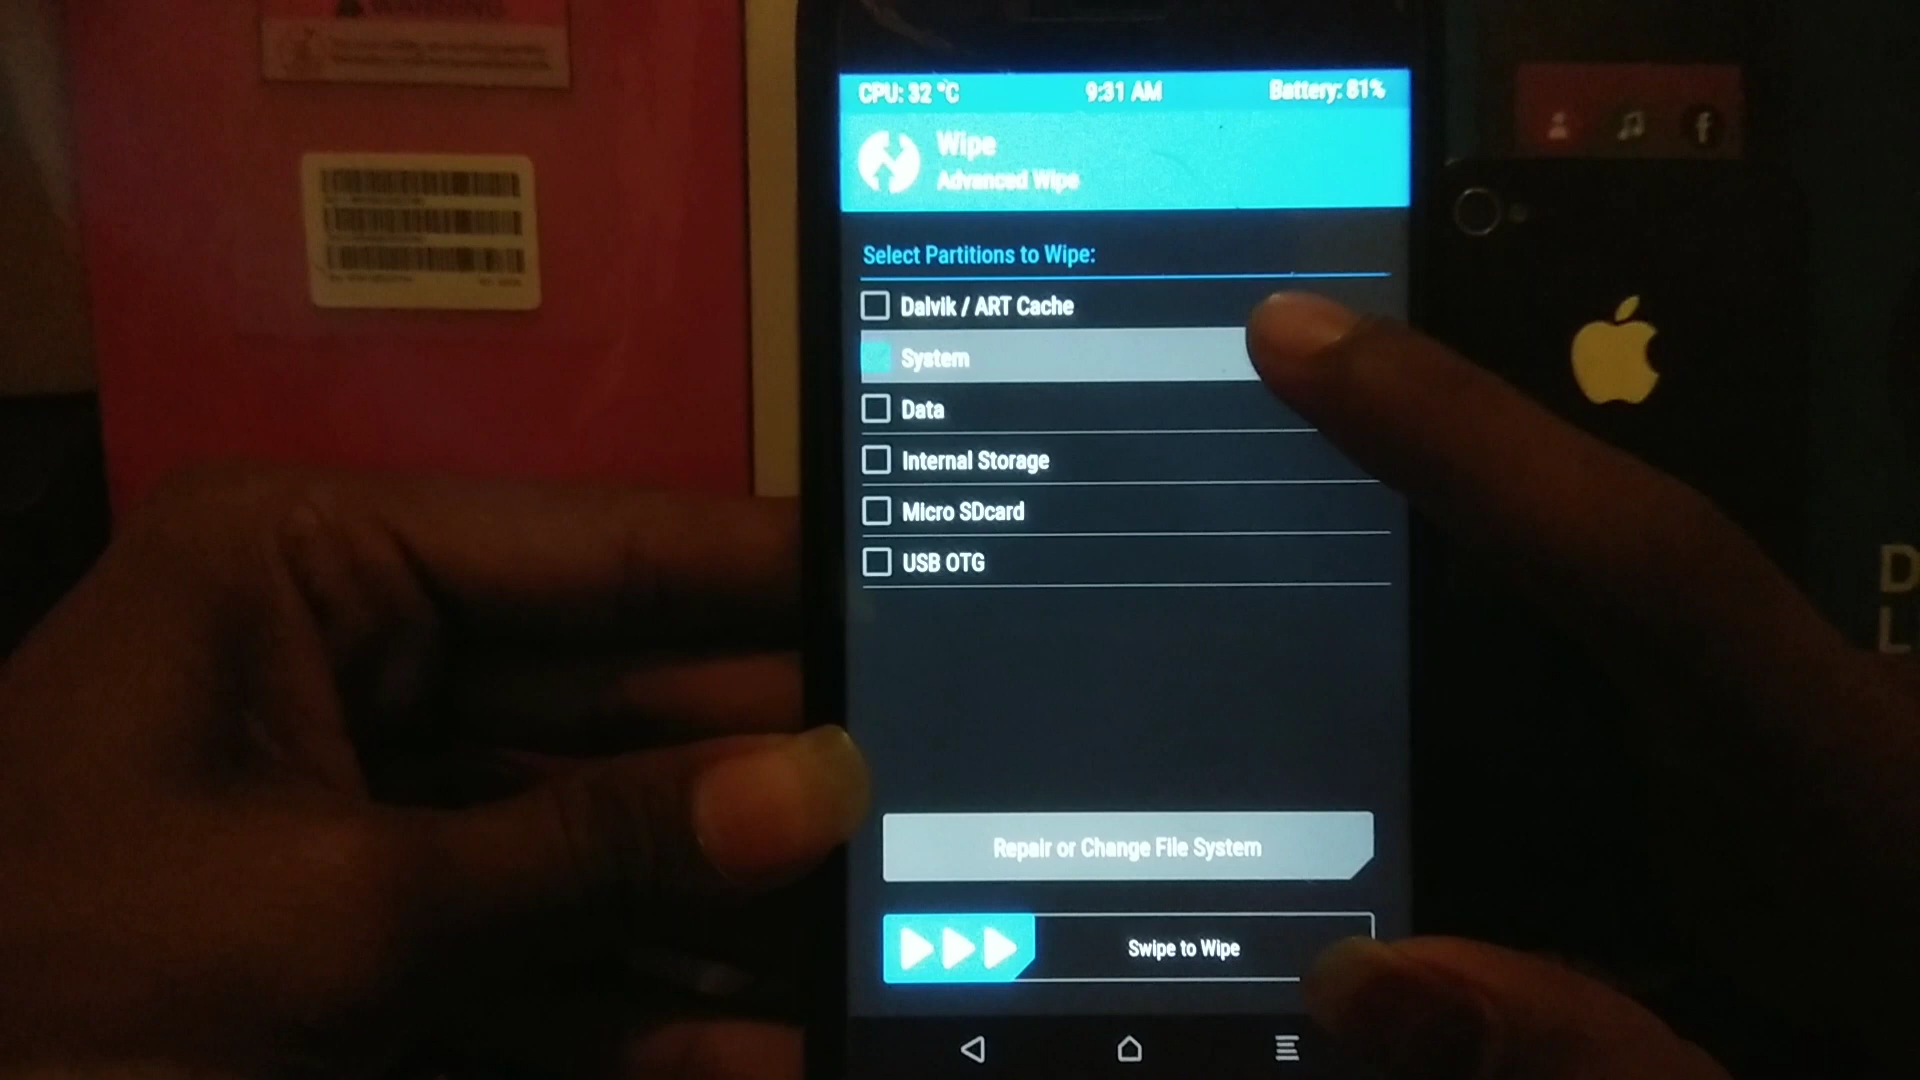 WARNING
CPU: 32 °C
9:31 AM
Battery: 81%
Wipe
Advanced Wipe
Select Partitions to Wipe:
Dalvik / ART Cache
System
Data
Internal Storage
Micro SDcard
USB OTG
Repair or Change File System
Swipe to Wipe
D
L